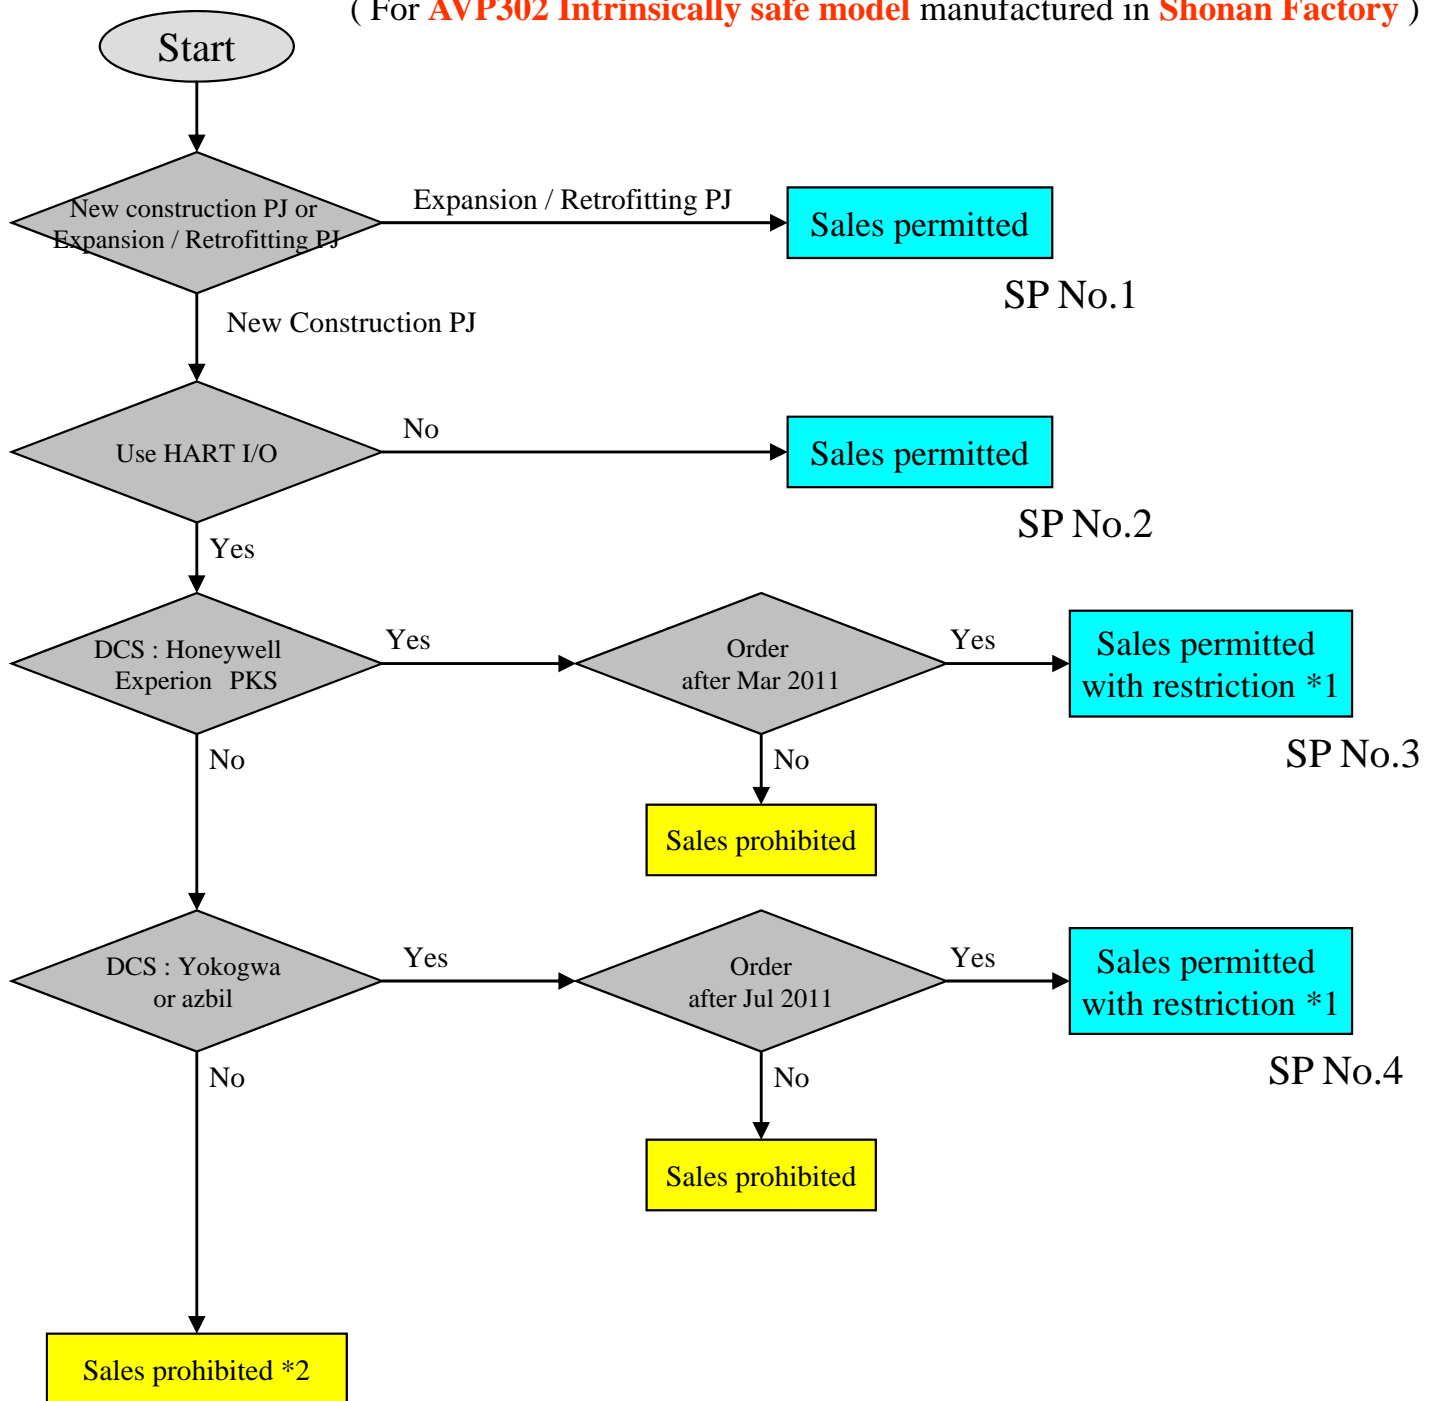 ( For AVP302 Intrinsically safe model manufactured in Shonan Factory )
Start
New construction PJ or
Expansion / Retrofitting PJ
Expansion / Retrofitting PJ
Sales permitted
SP No.1
New Construction PJ
Use HART I/O
No
Sales permitted
SP No.2
Yes
DCS : Honeywell
Experion PKS
Yes
Order
after Mar 2011
Yes
Sales permitted
with restriction *1
SP No.3
No
No
Sales prohibited
DCS : Yokogwa
or azbil
Yes
Order
after Jul 2011
Yes
Sales permitted
with restriction *1
SP No.4
No
No
Sales prohibited
Sales prohibited *2